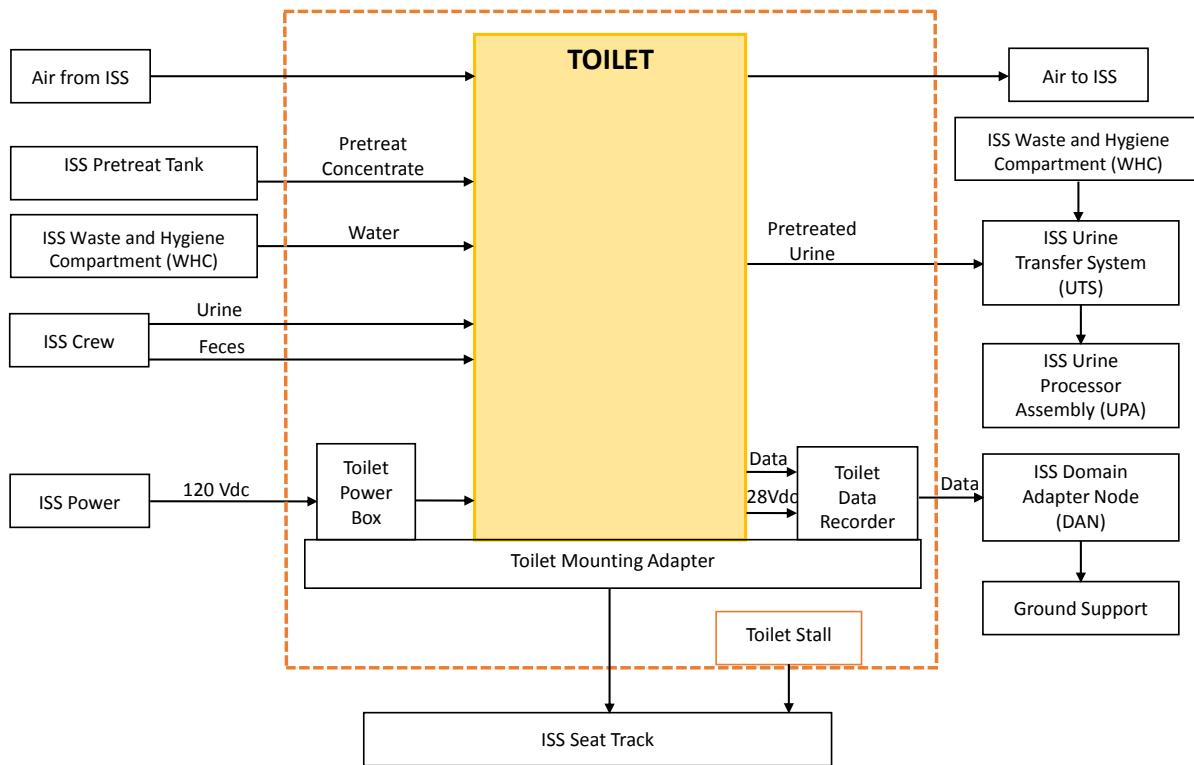 TOILET
Air from ISS
Air to ISS
ISS Pretreat Tank
Pretreat
Concentrate
ISS Waste and Hygiene
Compartment (WHC)
ISS Waste and Hygiene
Compartment (WHC)
Water
Pretreated
Urine
ISS Urine
Transfer System
(UTS)
ISS Crew
Urine
Feces
ISS Urine
Processor
Assembly (UPA)
ISS Power
120 Vdc
Toilet
Power
Box
Data
28Vdc
Toilet
Data
Recorder
Data
ISS Domain
Adapter Node
(DAN)
Toilet Mounting Adapter
Ground Support
Toilet Stall
ISS Seat Track